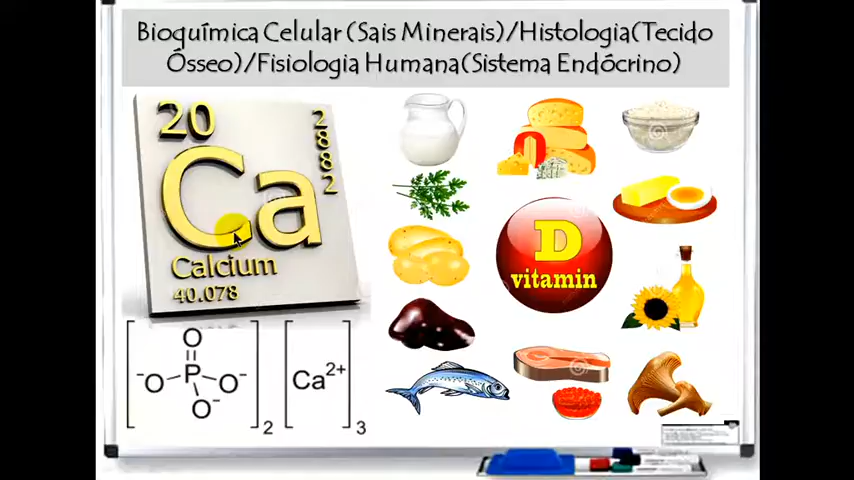 Bioquímica Celular (Sais Minerais)/Histologia(Tecido
Ósseo)/Fisiologia Humana(Sistema Endócrino)
20
2
8
8
2
Ca
Calcium
40.078
D
vitamin
O
‖
⁻O P O⁻
O⁻
2
Ca²⁺
3